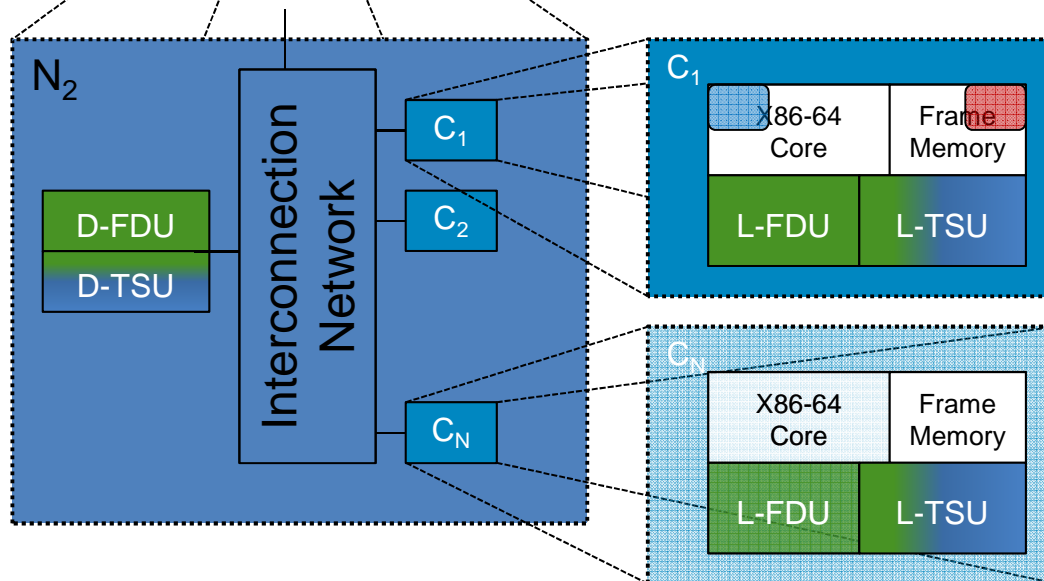 N2
Interconnection
Network
D-FDU
D-TSU
C1
C2
CN
C1
X86-64
Core
Frame
Memory
L-FDU
L-TSU
CN
X86-64
Core
Frame
Memory
L-FDU
L-TSU